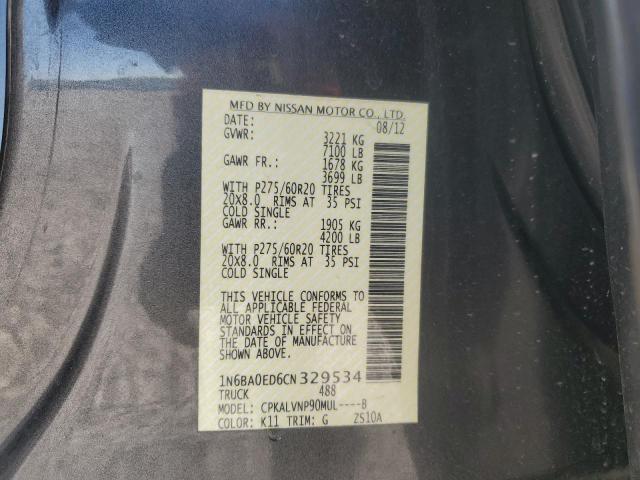 MFD BY NISSAN MOTOR CO., LTD.
DATE: 08/12
GVWR: 3221 KG
7100 LB
GAWR FR.: 1678 KG
3699 LB
WITH P275/60R20 TIRES
20X8.0 RIMS AT 35 PSI
COLD SINGLE
GAWR RR.: 1905 KG
4200 LB
WITH P275/60R20 TIRES
20X8.0 RIMS AT 35 PSI
COLD SINGLE
THIS VEHICLE CONFORMS TO
ALL APPLICABLE FEDERAL
MOTOR VEHICLE SAFETY
STANDARDS IN EFFECT ON
THE DATE OF MANUFACTURE
SHOWN ABOVE.
1N6BA0ED6CN329534
TRUCK 488
MODEL: CPKALVNP90MUL----B
COLOR: K11 TRIM: G ZS10A